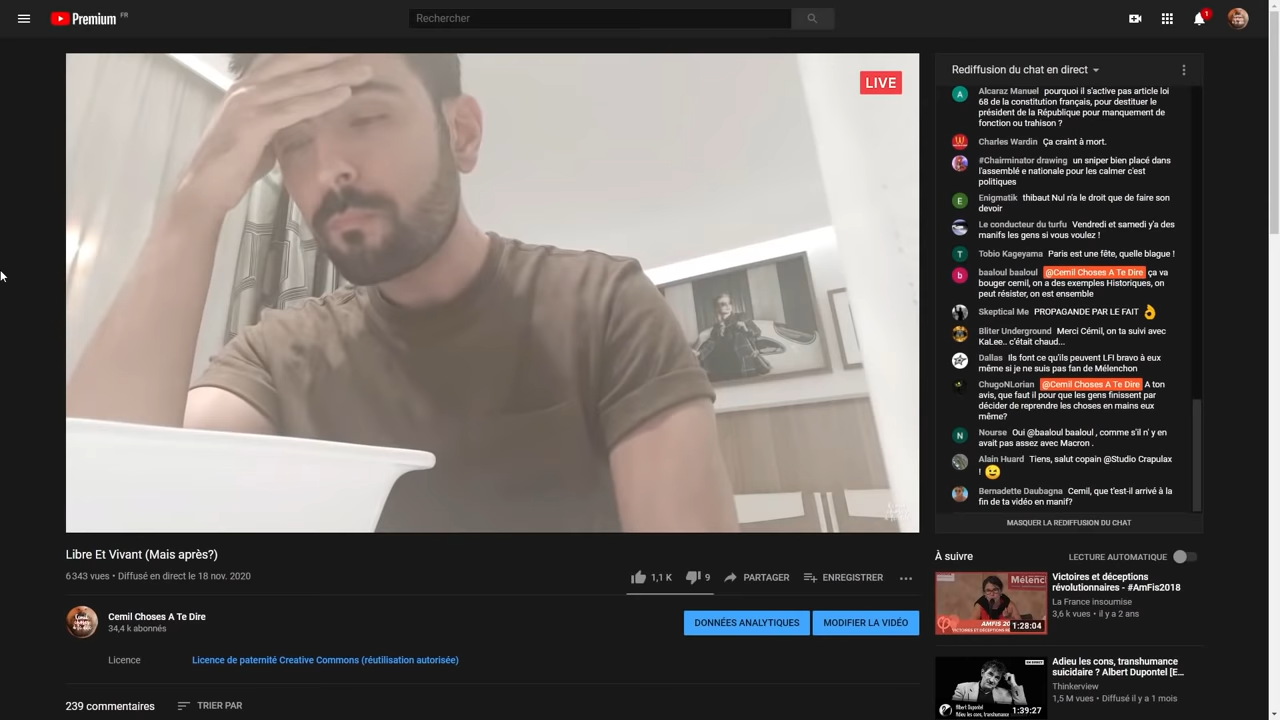 Premium FR
Rechercher
1
LIVE
Rediffusion du chat en direct
Alcaraz Manuel pourquoi il s'active pas article loi
68 de la constitution français, pour destituer le
président de la République pour manquement de
fonction ou trahison ?
Charles Wardin Ça craint à mort.
#Chairminator drawing un sniper bien placé dans
l'assemblé e nationale pour les calmer c'est
politiques
Enigmatik thibaut Nul n'a le droit que de faire son
devoir
Le conducteur du turfu Vendredi et samedi y'a des
manifs les gens si vous voulez !
Tobio Kageyama Paris est une fête, quelle blague !
baaloul baaloul @Cemil Choses A Te Dire ça va
bouger cemil, on a des exemples Historiques, on
peut résister, on est ensemble
Skeptical Me PROPAGANDE PAR LE FAIT 👌
Bliter Underground Merci Cémil, on ta suivi avec
KaLee.. c'était chaud...
Dallas Ils font ce qu'ils peuvent LFI bravo à eux
même si je ne suis pas fan de Mélenchon
ChugoNLorian @Cemil Choses A Te Dire A ton
avis, que faut il pour que les gens finissent par
décider de reprendre les choses en mains eux
même?
Nourse Oui @baaloul baaloul , comme s'il n' y en
avait pas assez avec Macron .
Alain Huard Tiens, salut copain @Studio Crapulax
! 😉
Bernadette Daubagna Cemil, que t'est-il arrivé à la
fin de ta vidéo en manif?
MASQUER LA REDIFFUSION DU CHAT
Libre Et Vivant (Mais après?)
6 343 vues • Diffusé en direct le 18 nov. 2020
1,1 K 9 PARTAGER ENREGISTRER
Cemil Choses A Te Dire
34,4 k abonnés
DONNÉES ANALYTIQUES MODIFIER LA VIDÉO
Licence Licence de paternité Creative Commons (réutilisation autorisée)
239 commentaires TRIER PAR
À suivre LECTURE AUTOMATIQUE
Mélenc
AMFIS 20
1:28:04
Victoires et déceptions
révolutionnaires - #AmFis2018
La France insoumise
3,6 k vues • il y a 2 ans
Albert Dupontel
1:39:27
Adieu les cons, transhumance
suicidaire ? Albert Dupontel [E...
Thinkerview
1,5 M vues • Diffusé il y a 1 mois